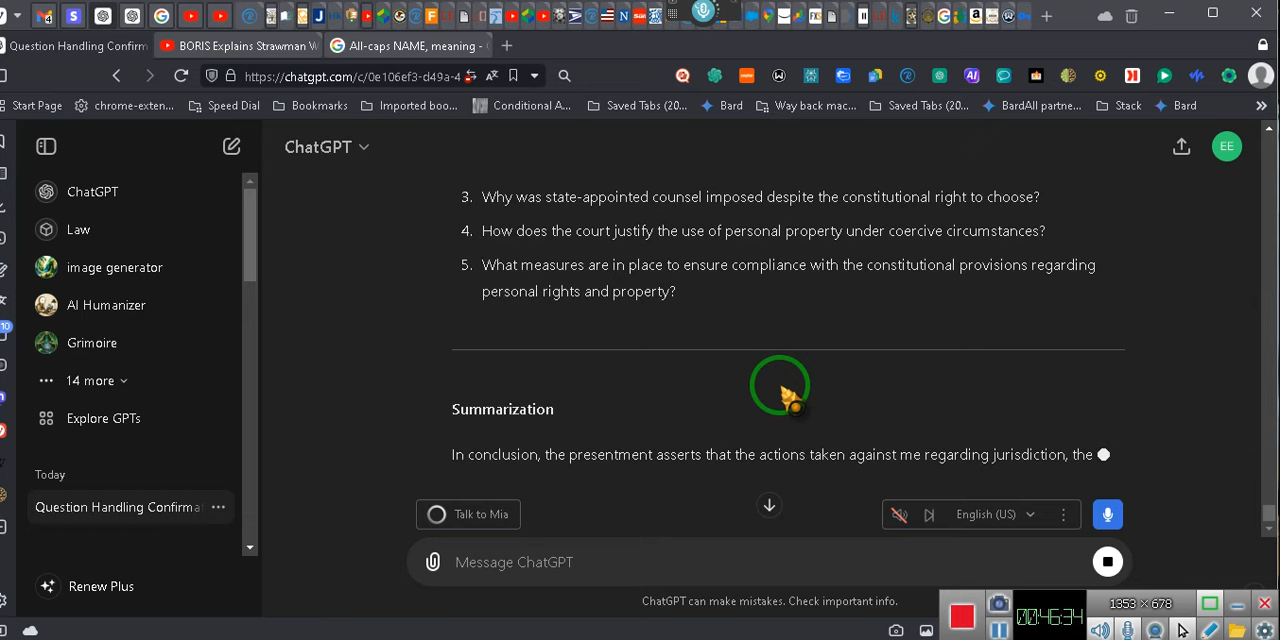 Question Handling Confirm
BORIS Explains Strawman W
All-caps NAME, meaning -
https://chatgpt.com/c/0e106ef3-d49a-4
Start Page
chrome-exten...
Speed Dial
Bookmarks
Imported boo...
Conditional A...
Saved Tabs (20...
Bard
Way back mac...
Saved Tabs (20...
BardAll partne...
Stack
Bard
ChatGPT
EE
ChatGPT
Law
image generator
AI Humanizer
Grimoire
14 more
Explore GPTs
Today
Question Handling Confirma
Renew Plus
3. Why was state-appointed counsel imposed despite the constitutional right to choose?
4. How does the court justify the use of personal property under coercive circumstances?
5. What measures are in place to ensure compliance with the constitutional provisions regarding
personal rights and property?
Summarization
In conclusion, the presentment asserts that the actions taken against me regarding jurisdiction, the
Talk to Mia
English (US)
Message ChatGPT
ChatGPT can make mistakes. Check important info.
00:46:34
1353 × 678